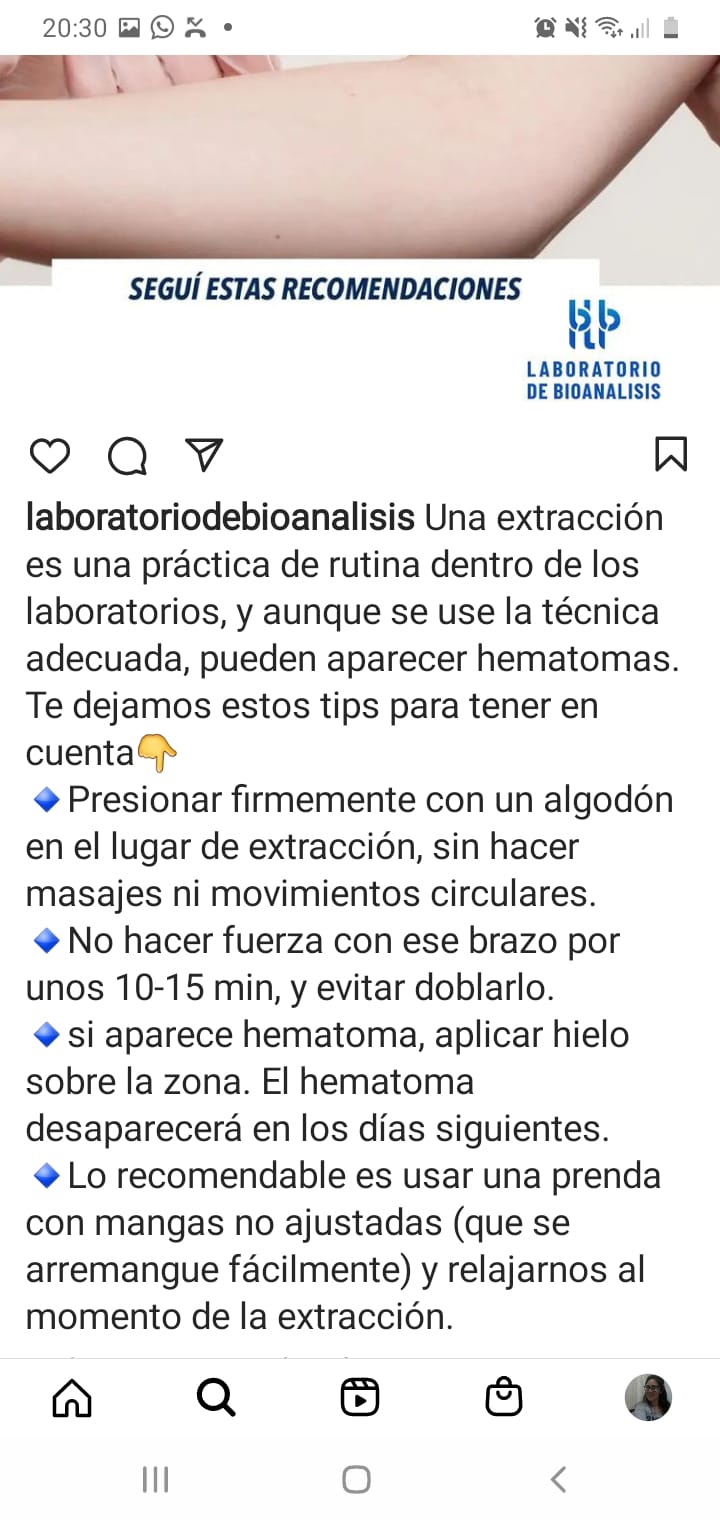 20:30
SEGUÍ ESTAS RECOMENDACIONES
LABORATORIO
DE BIOANALISIS
laboratoriodebioanalisis Una extracción
es una práctica de rutina dentro de los
laboratorios, y aunque se use la técnica
adecuada, pueden aparecer hematomas.
Te dejamos estos tips para tener en
cuenta👇
🔹Presionar firmemente con un algodón
en el lugar de extracción, sin hacer
masajes ni movimientos circulares.
🔹No hacer fuerza con ese brazo por
unos 10-15 min, y evitar doblarlo.
🔹si aparece hematoma, aplicar hielo
sobre la zona. El hematoma
desaparecerá en los días siguientes.
🔹Lo recomendable es usar una prenda
con mangas no ajustadas (que se
arremangue fácilmente) y relajarnos al
momento de la extracción.